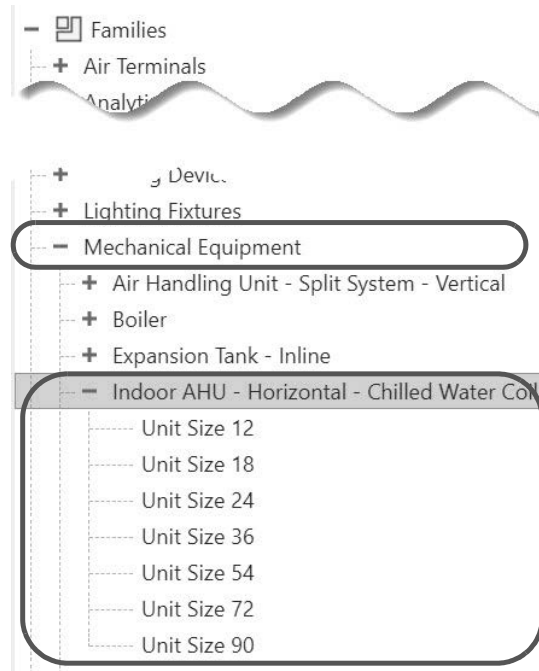 Families
Air Terminals
Lighting Fixtures
Mechanical Equipment
Air Handling Unit - Split System - Vertical
Boiler
Expansion Tank - Inline
Indoor AHU - Horizontal - Chilled Water Coil
Unit Size 12
Unit Size 18
Unit Size 24
Unit Size 36
Unit Size 54
Unit Size 72
Unit Size 90